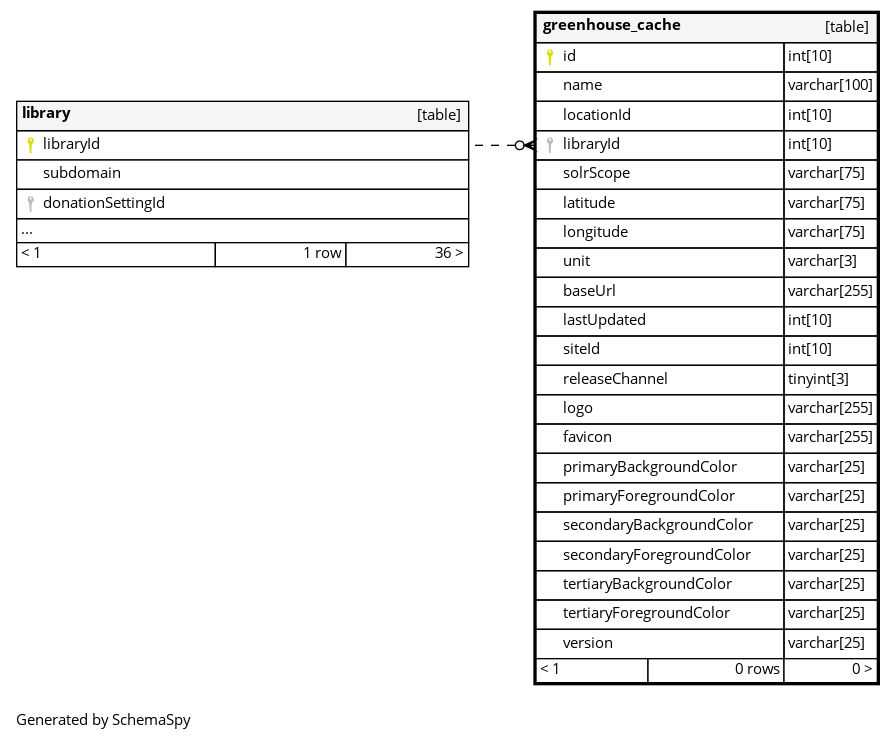 library [table]
libraryId
subdomain
donationSettingId
...
< 1 1 row 36 >
greenhouse_cache [table]
id int[10]
name varchar[100]
locationId int[10]
libraryId int[10]
solrScope varchar[75]
latitude varchar[75]
longitude varchar[75]
unit varchar[3]
baseUrl varchar[255]
lastUpdated int[10]
siteId int[10]
releaseChannel tinyint[3]
logo varchar[255]
favicon varchar[255]
primaryBackgroundColor varchar[25]
primaryForegroundColor varchar[25]
secondaryBackgroundColor varchar[25]
secondaryForegroundColor varchar[25]
tertiaryBackgroundColor varchar[25]
tertiaryForegroundColor varchar[25]
version varchar[25]
< 1 0 rows 0 >
Generated by SchemaSpy